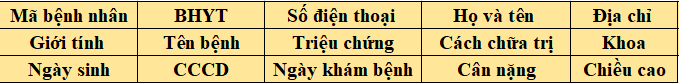 Mã bệnh nhân BHYT Số điện thoại Họ và tên Địa chỉ
Giới tính Tên bệnh Triệu chứng Cách chữa trị Khoa
Ngày sinh CCCD Ngày khám bệnh Cân nặng Chiều cao